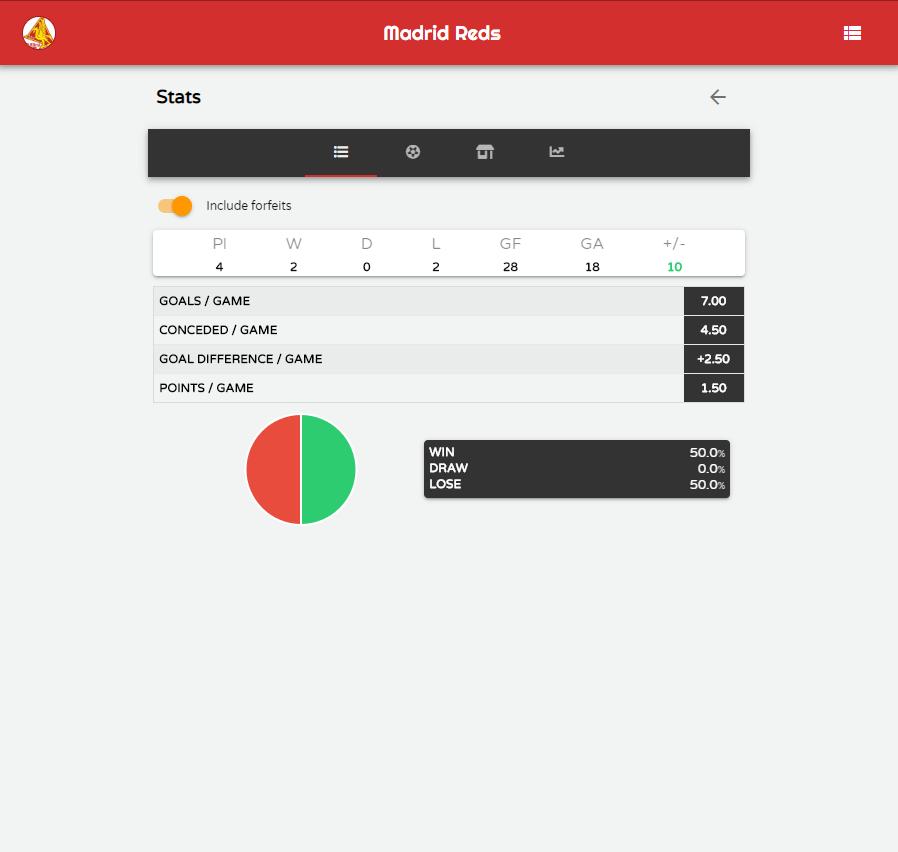 Madrid Reds
Stats
Include forfeits
Pl W D L GF GA +/-
4 2 0 2 28 18 10
GOALS / GAME 7.00
CONCEDED / GAME 4.50
GOAL DIFFERENCE / GAME +2.50
POINTS / GAME 1.50
WIN 50.0%
DRAW 0.0%
LOSE 50.0%